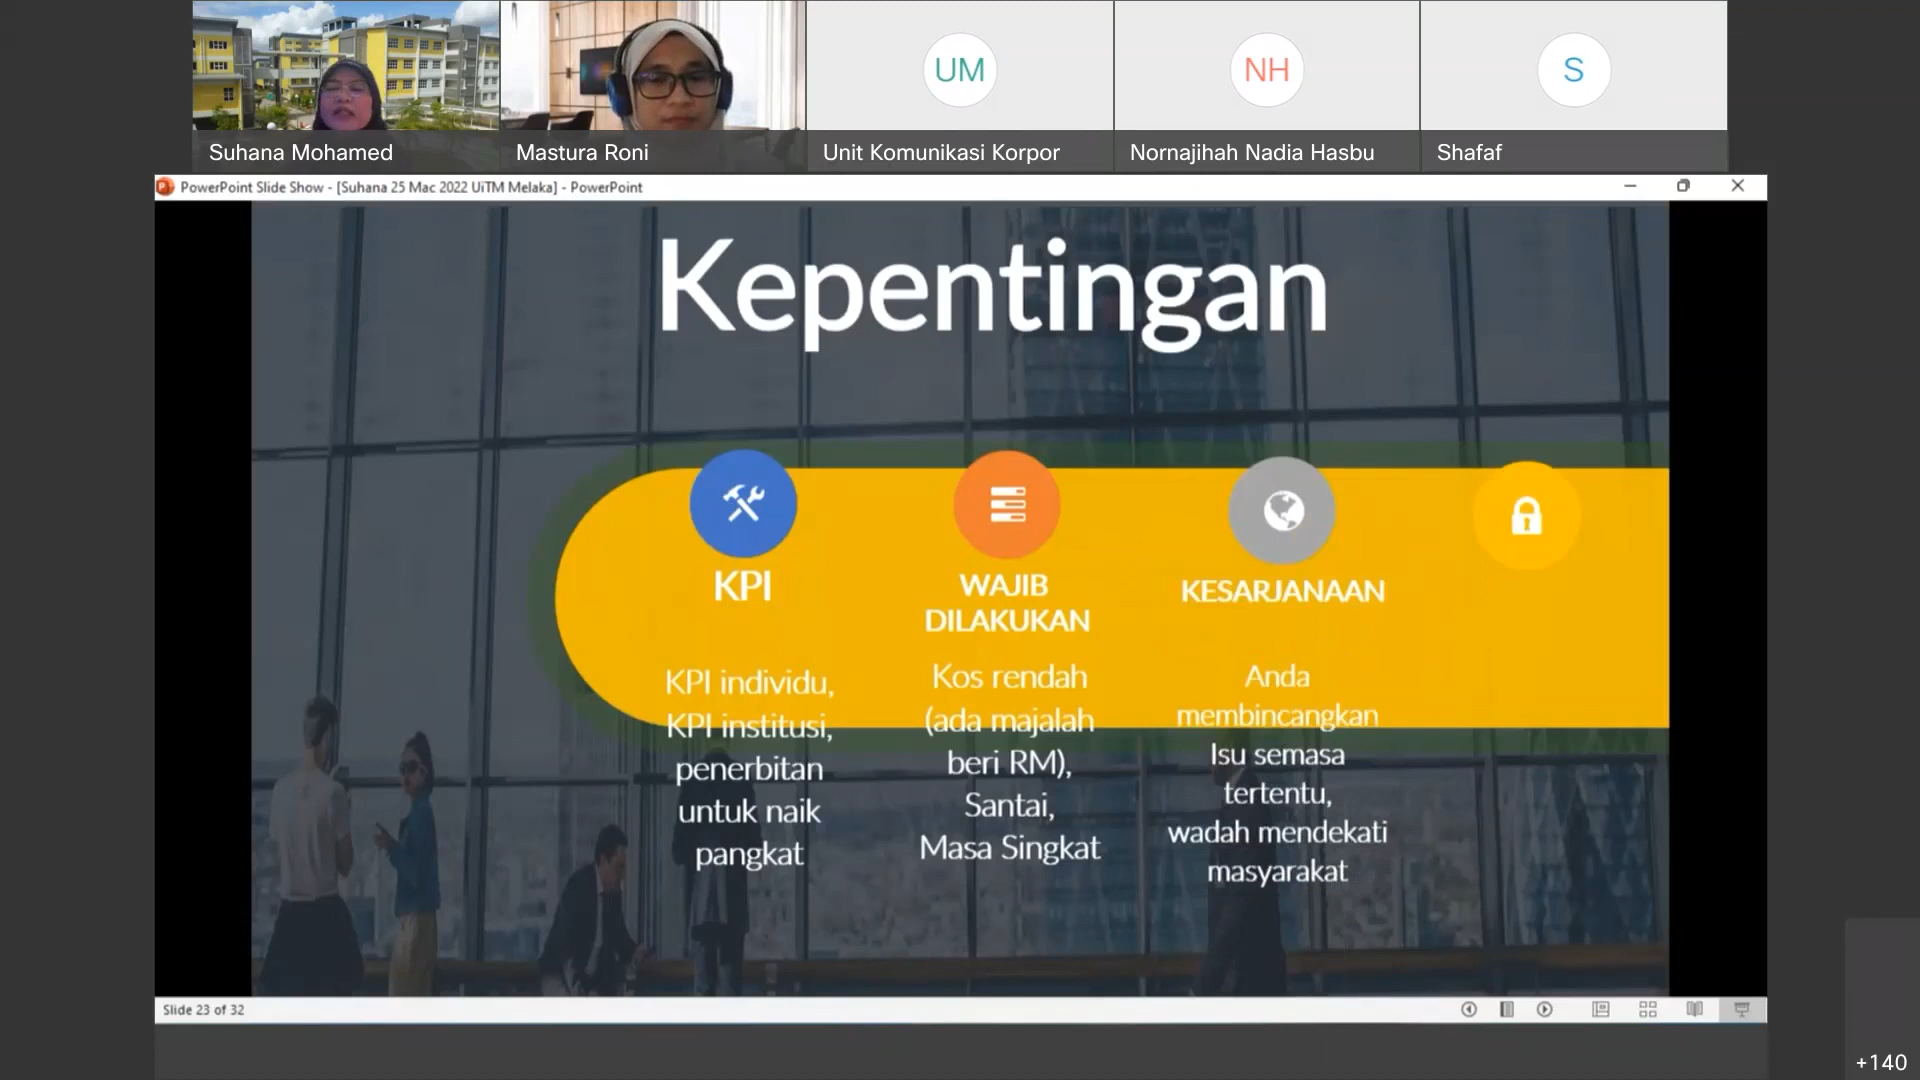 UM
NH
S
Suhana Mohamed
Mastura Roni
Unit Komunikasi Korpor
Nornajihah Nadia Hasbu
Shafaf
PowerPoint Slide Show - [Suhana 25 Mac 2022 UiTM Melaka] - PowerPoint
Kepentingan
KPI
KPI individu,
KPI institusi,
penerbitan
untuk naik
pangkat
WAJIB
DILAKUKAN
Kos rendah
(ada majalah
beri RM),
Santai,
Masa Singkat
KESARJANAAN
Anda
membincangkan
Isu semasa
tertentu,
wadah mendekati
masyarakat
Slide 23 of 32
+140